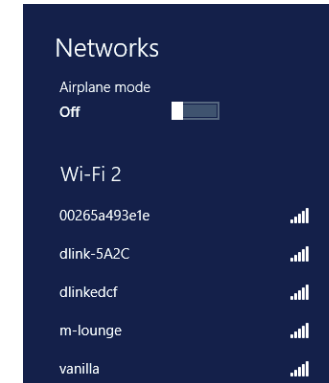 Networks
Airplane mode
Off
Wi-Fi 2
00265a493e1e
dlink-5A2C
dlinkedcf
m-lounge
vanilla